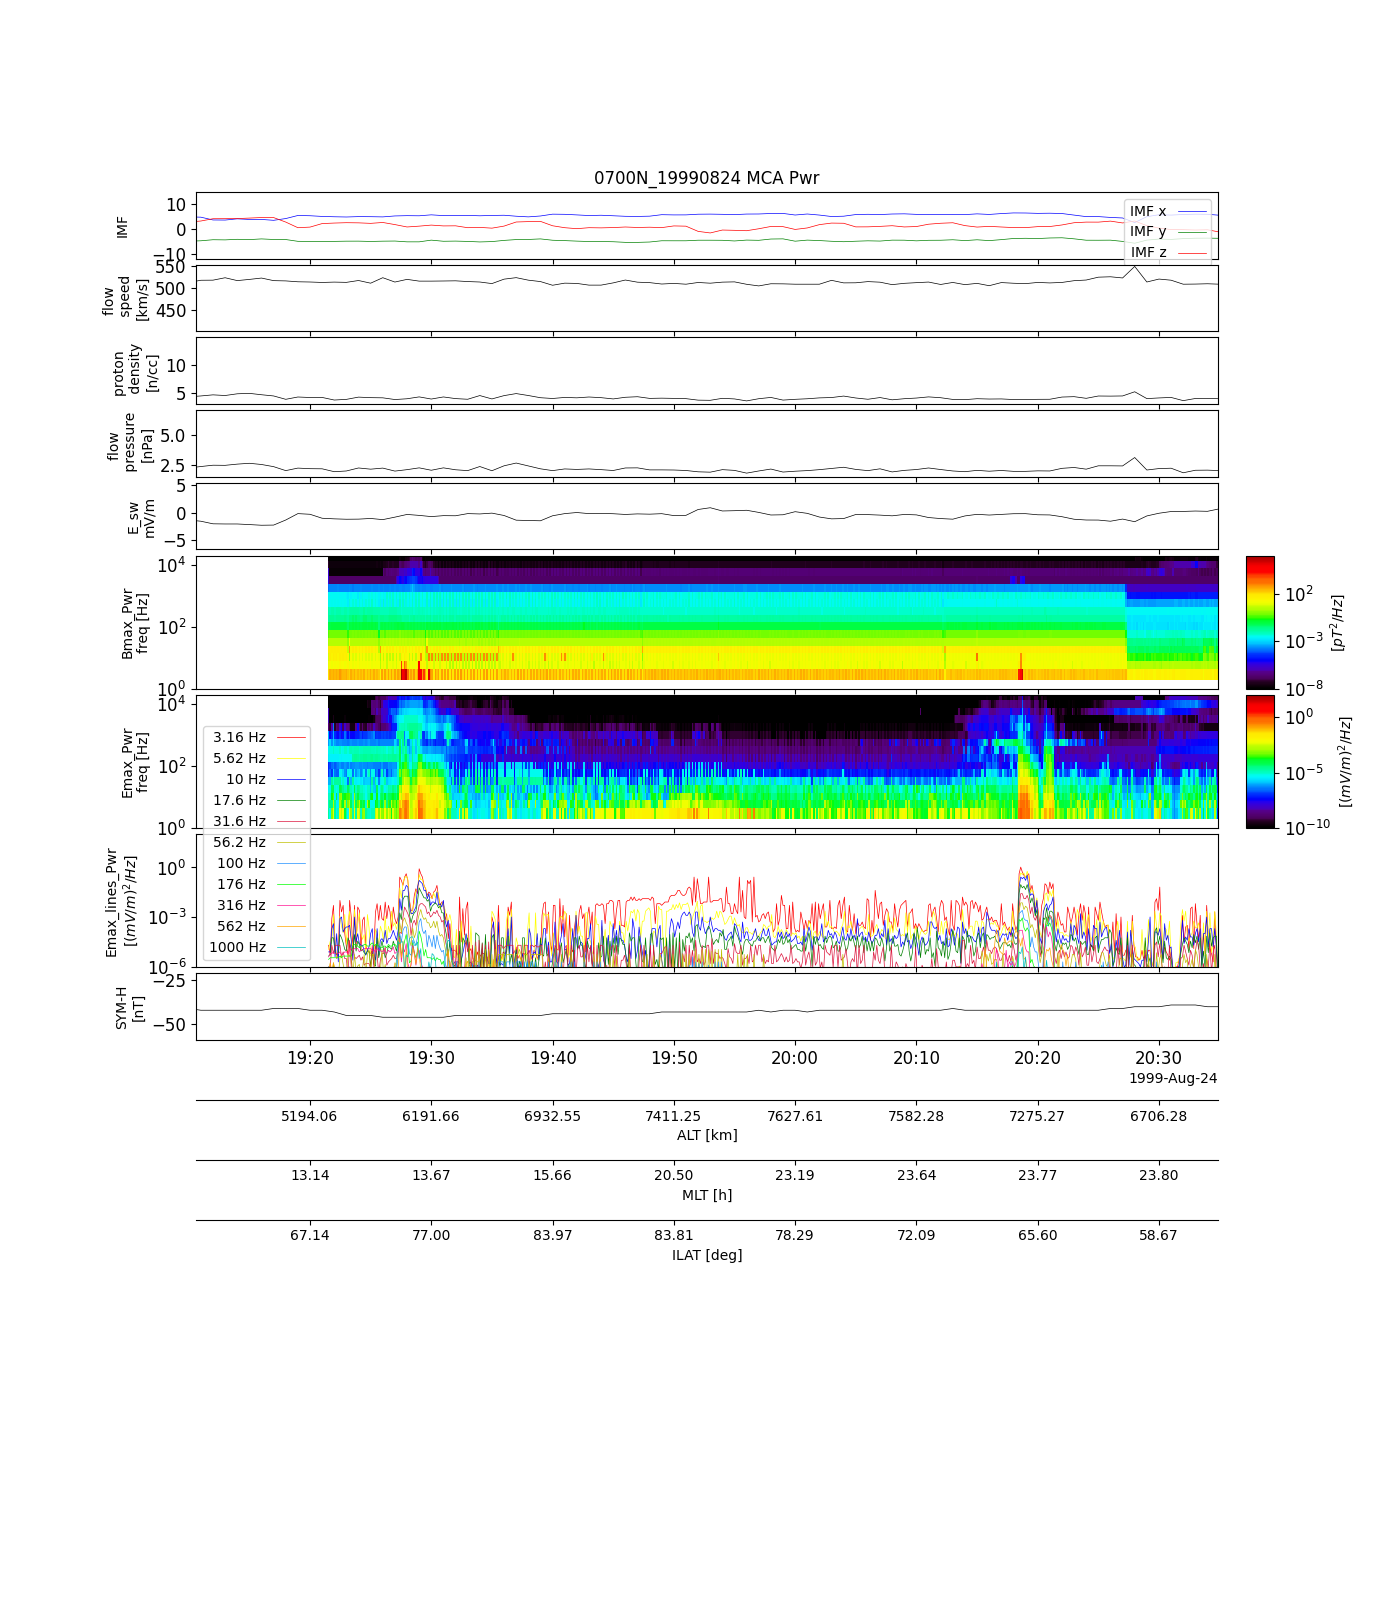 0700N_19990824 MCA Pwr
IMF
10
0
−10
IMF x
IMF y
IMF z
flow
speed
[km/s]
550
500
450
proton
density
[n/cc]
10
5
flow
pressure
[nPa]
5.0
2.5
E_sw
mV/m
5
0
−5
Bmax_Pwr
freq [Hz]
10^4
10^2
10^0
10^2
10^−3
10^−8
[pT^2/Hz]
Emax_Pwr
freq [Hz]
10^4
10^2
10^0
10^0
10^−5
10^−10
[(mV/m)^2/Hz]
3.16 Hz
5.62 Hz
10 Hz
17.6 Hz
31.6 Hz
56.2 Hz
100 Hz
176 Hz
316 Hz
562 Hz
1000 Hz
Emax_lines_Pwr
[(mV/m)^2/Hz]
10^0
10^−3
10^−6
SYM-H
[nT]
−25
−50
19:20 19:30 19:40 19:50 20:00 20:10 20:20 20:30
1999-Aug-24
5194.06 6191.66 6932.55 7411.25 7627.61 7582.28 7275.27 6706.28
ALT [km]
13.14 13.67 15.66 20.50 23.19 23.64 23.77 23.80
MLT [h]
67.14 77.00 83.97 83.81 78.29 72.09 65.60 58.67
ILAT [deg]